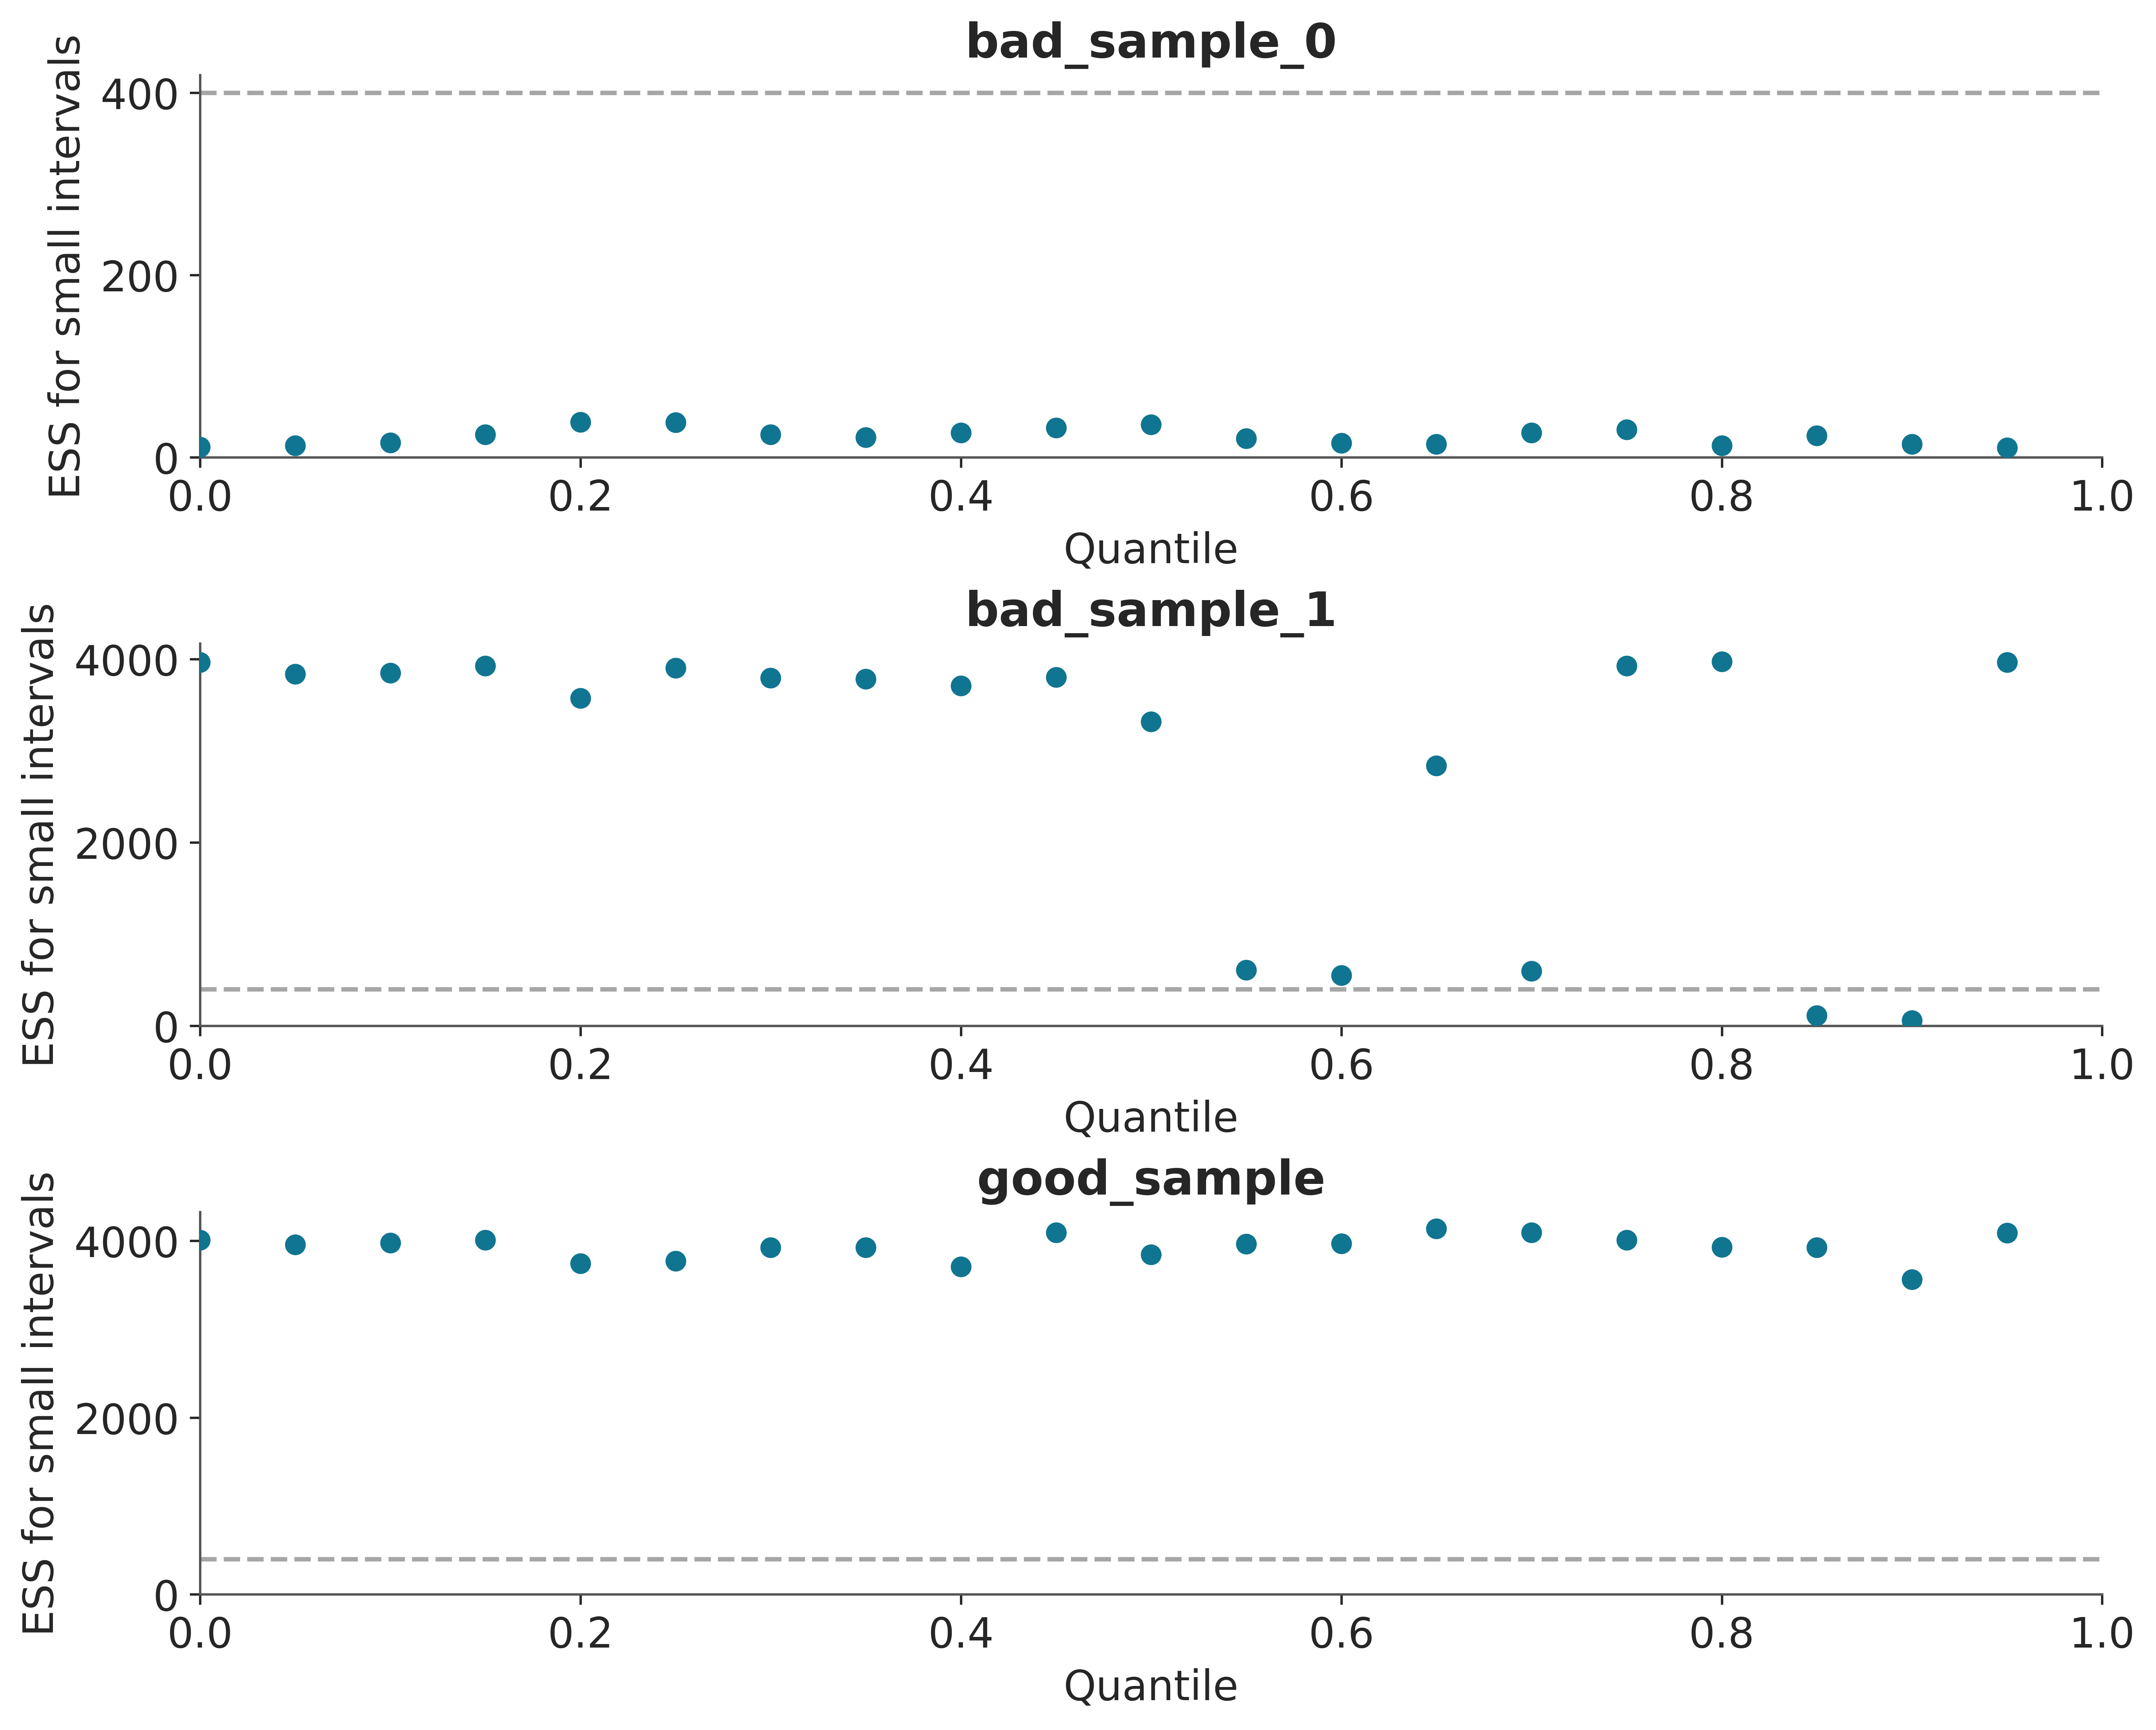 bad_sample_0
ESS for small intervals
400
200
0
0.0 0.2 0.4 0.6 0.8 1.0
Quantile
bad_sample_1
ESS for small intervals
4000
2000
0
0.0 0.2 0.4 0.6 0.8 1.0
Quantile
good_sample
ESS for small intervals
4000
2000
0
0.0 0.2 0.4 0.6 0.8 1.0
Quantile